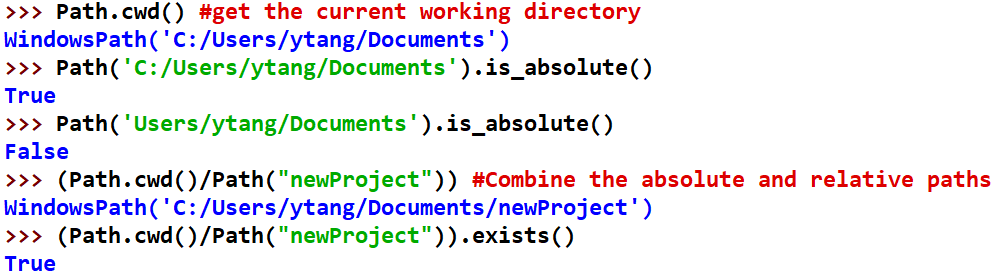 >>> Path.cwd() #get the current working directory
WindowsPath('C:/Users/ytang/Documents')
>>> Path('C:/Users/ytang/Documents').is_absolute()
True
>>> Path('Users/ytang/Documents').is_absolute()
False
>>> (Path.cwd()/Path("newProject")) #Combine the absolute and relative paths
WindowsPath('C:/Users/ytang/Documents/newProject')
>>> (Path.cwd()/Path("newProject")).exists()
True